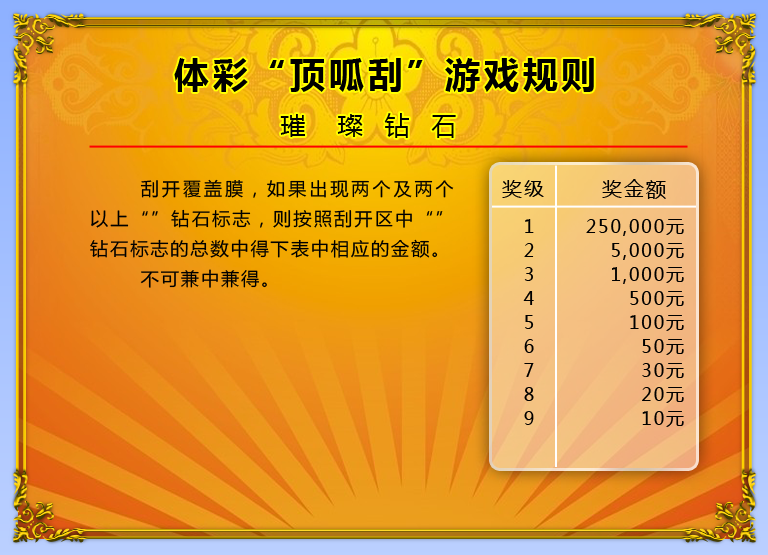 体彩“顶呱刮”游戏规则
璀 璨 钻 石
刮开覆盖膜，如果出现两个及两个
以上“”钻石标志，则按照刮开区中“”
钻石标志的总数中得下表中相应的金额。
不可兼中兼得。
奖级 奖金额
1 250,000元
2 5,000元
3 1,000元
4 500元
5 100元
6 50元
7 30元
8 20元
9 10元